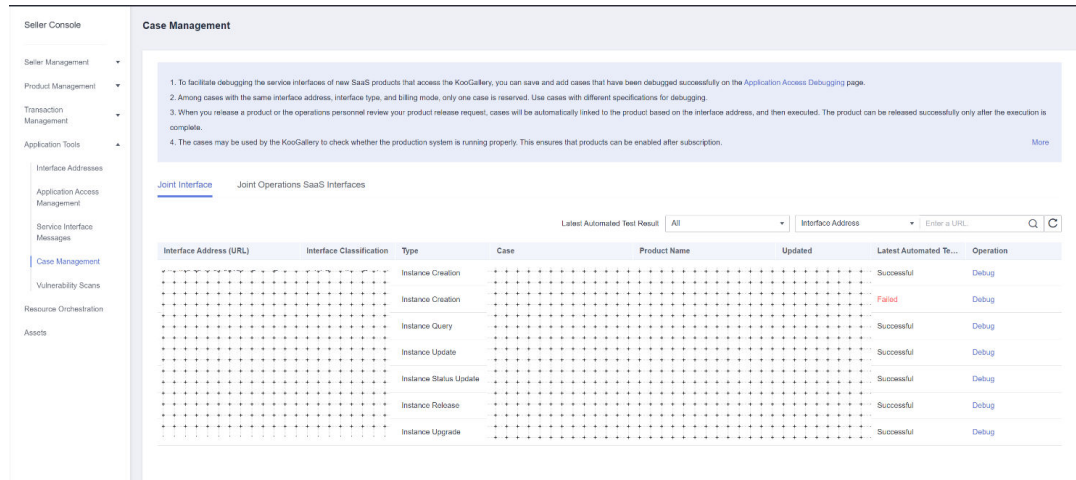 Seller Console
Case Management
Seller Management
Product Management
Transaction
Management
Application Tools
Interface Addresses
Application Access
Management
Service Interface
Messages
Case Management
Vulnerability Scans
Resource Orchestration
Assets
1. To facilitate debugging the service interfaces of new SaaS products that access the KooGallery, you can save and add cases that have been debugged successfully on the Application Access Debugging page.
2. Among cases with the same interface address, interface type, and billing mode, only one case is reserved. Use cases with different specifications for debugging.
3. When you release a product or the operations personnel review your product release request, cases will be automatically linked to the product based on the interface address, and then executed. The product can be released successfully only after the execution is
complete.
4. The cases may be used by the KooGallery to check whether the production system is running properly. This ensures that products can be enabled after subscription. More
Joint Interface Joint Operations SaaS Interfaces
Latest Automated Test Result All Interface Address Enter a URL.
Interface Address (URL) Interface Classification Type Case Product Name Updated Latest Automated Te... Operation
Instance Creation Successful Debug
Instance Creation Failed Debug
Instance Query Successful Debug
Instance Update Successful Debug
Instance Status Update Successful Debug
Instance Release Successful Debug
Instance Upgrade Successful Debug